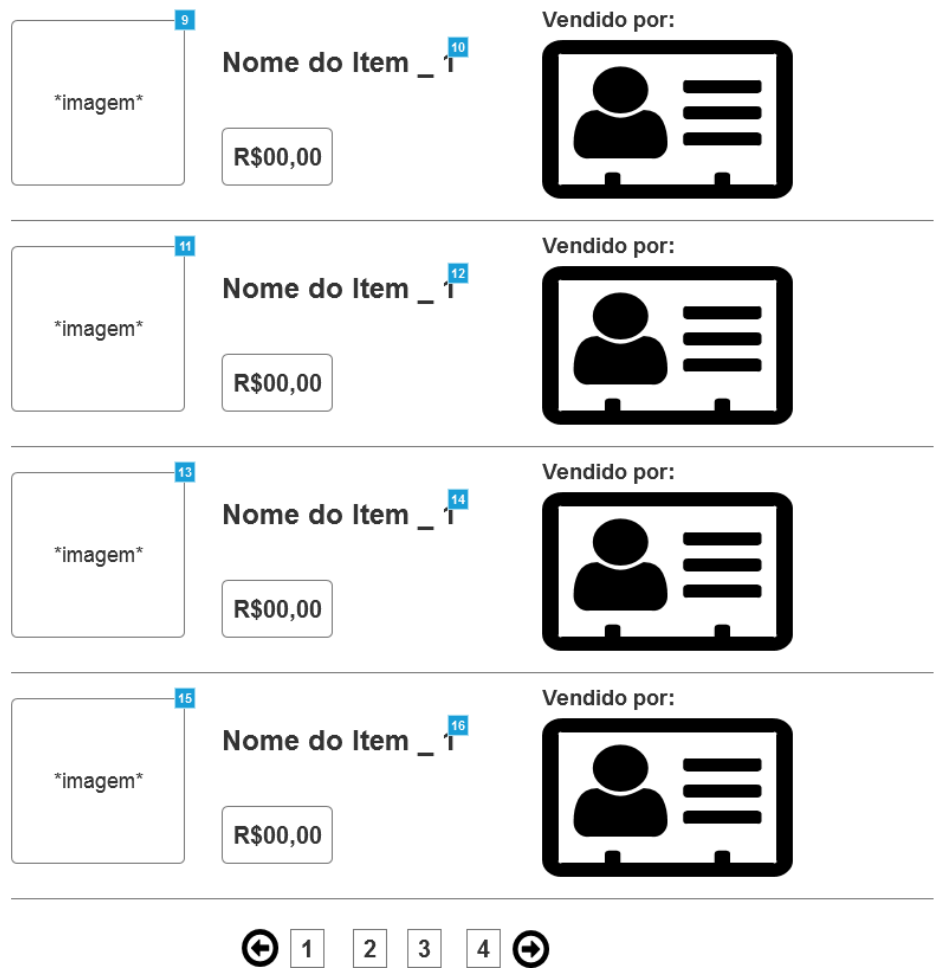 9
Vendido por:
10
Nome do Item _ 1
*imagem*
R$00,00
11
Vendido por:
12
Nome do Item _ 1
*imagem*
R$00,00
13
Vendido por:
14
Nome do Item _ 1
*imagem*
R$00,00
15
Vendido por:
16
Nome do Item _ 1
*imagem*
R$00,00
1 2 3 4